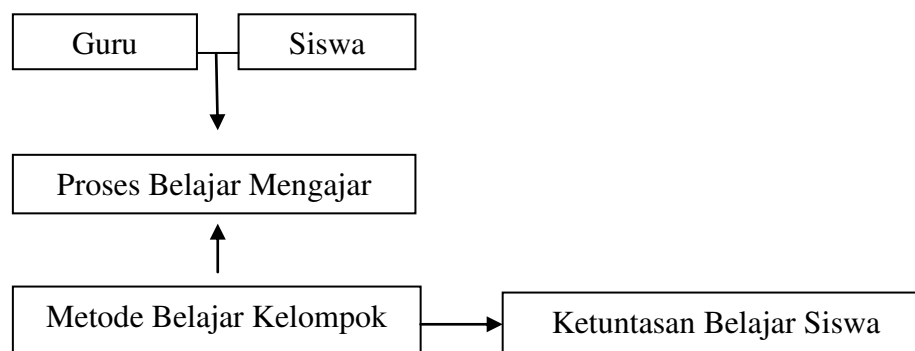 Guru
Siswa
Proses Belajar Mengajar
Metode Belajar Kelompok
Ketuntasan Belajar Siswa